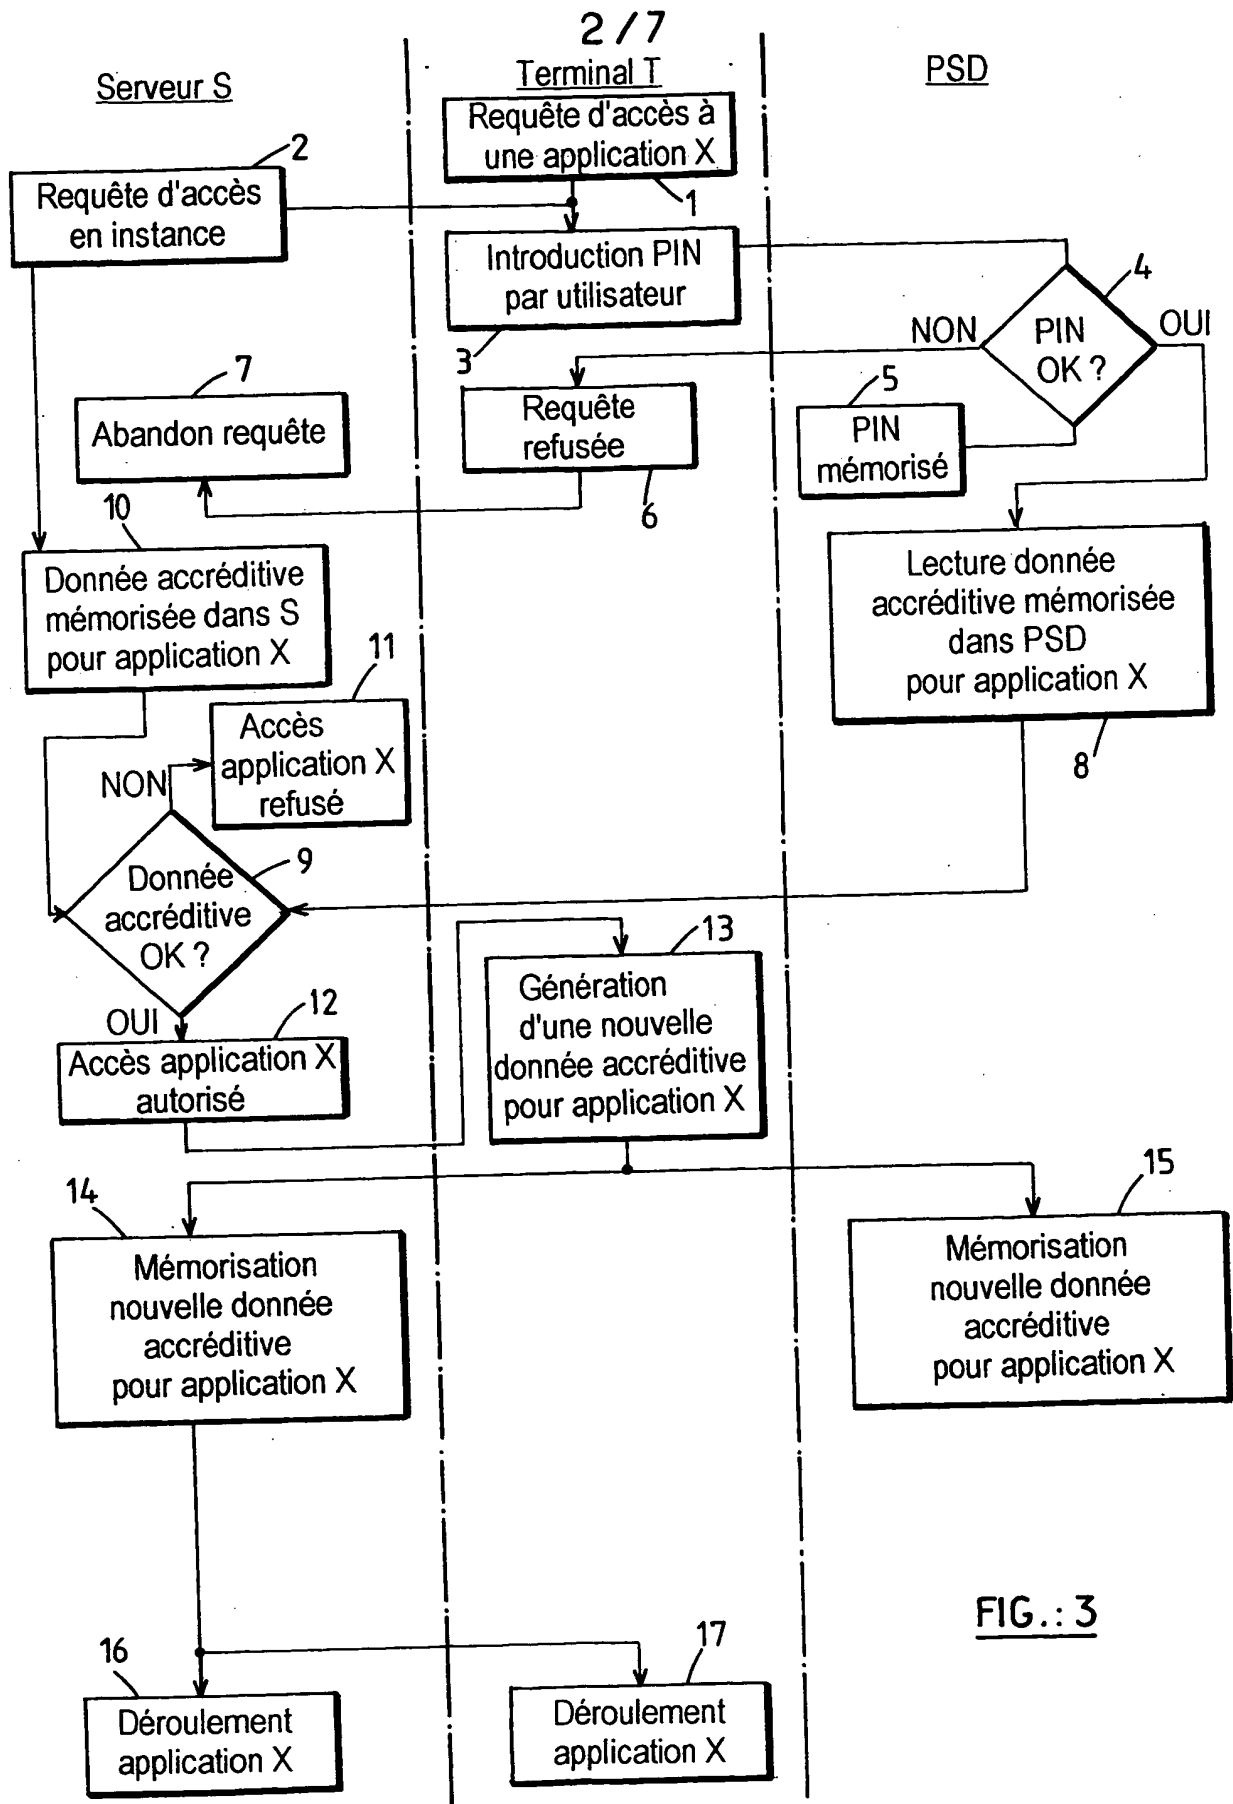 2/7
Serveur S
Terminal T
PSD
Requête d'accès à
une application X
1
2
Requête d'accès
en instance
Introduction PIN
par utilisateur
3
4
NON
PIN
OK ?
OUI
5
PIN
mémorisé
7
Abandon requête
Requête
refusée
6
10
Donnée accréditive
mémorisée dans S
pour application X
Lecture donnée
accréditive mémorisée
dans PSD
pour application X
8
11
Accès
application X
refusé
NON
9
Donnée
accréditive
OK ?
OUI
12
Accès application X
autorisé
13
Génération
d'une nouvelle
donnée accréditive
pour application X
14
Mémorisation
nouvelle donnée
accréditive
pour application X
15
Mémorisation
nouvelle donnée
accréditive
pour application X
16
Déroulement
application X
17
Déroulement
application X
FIG.: 3